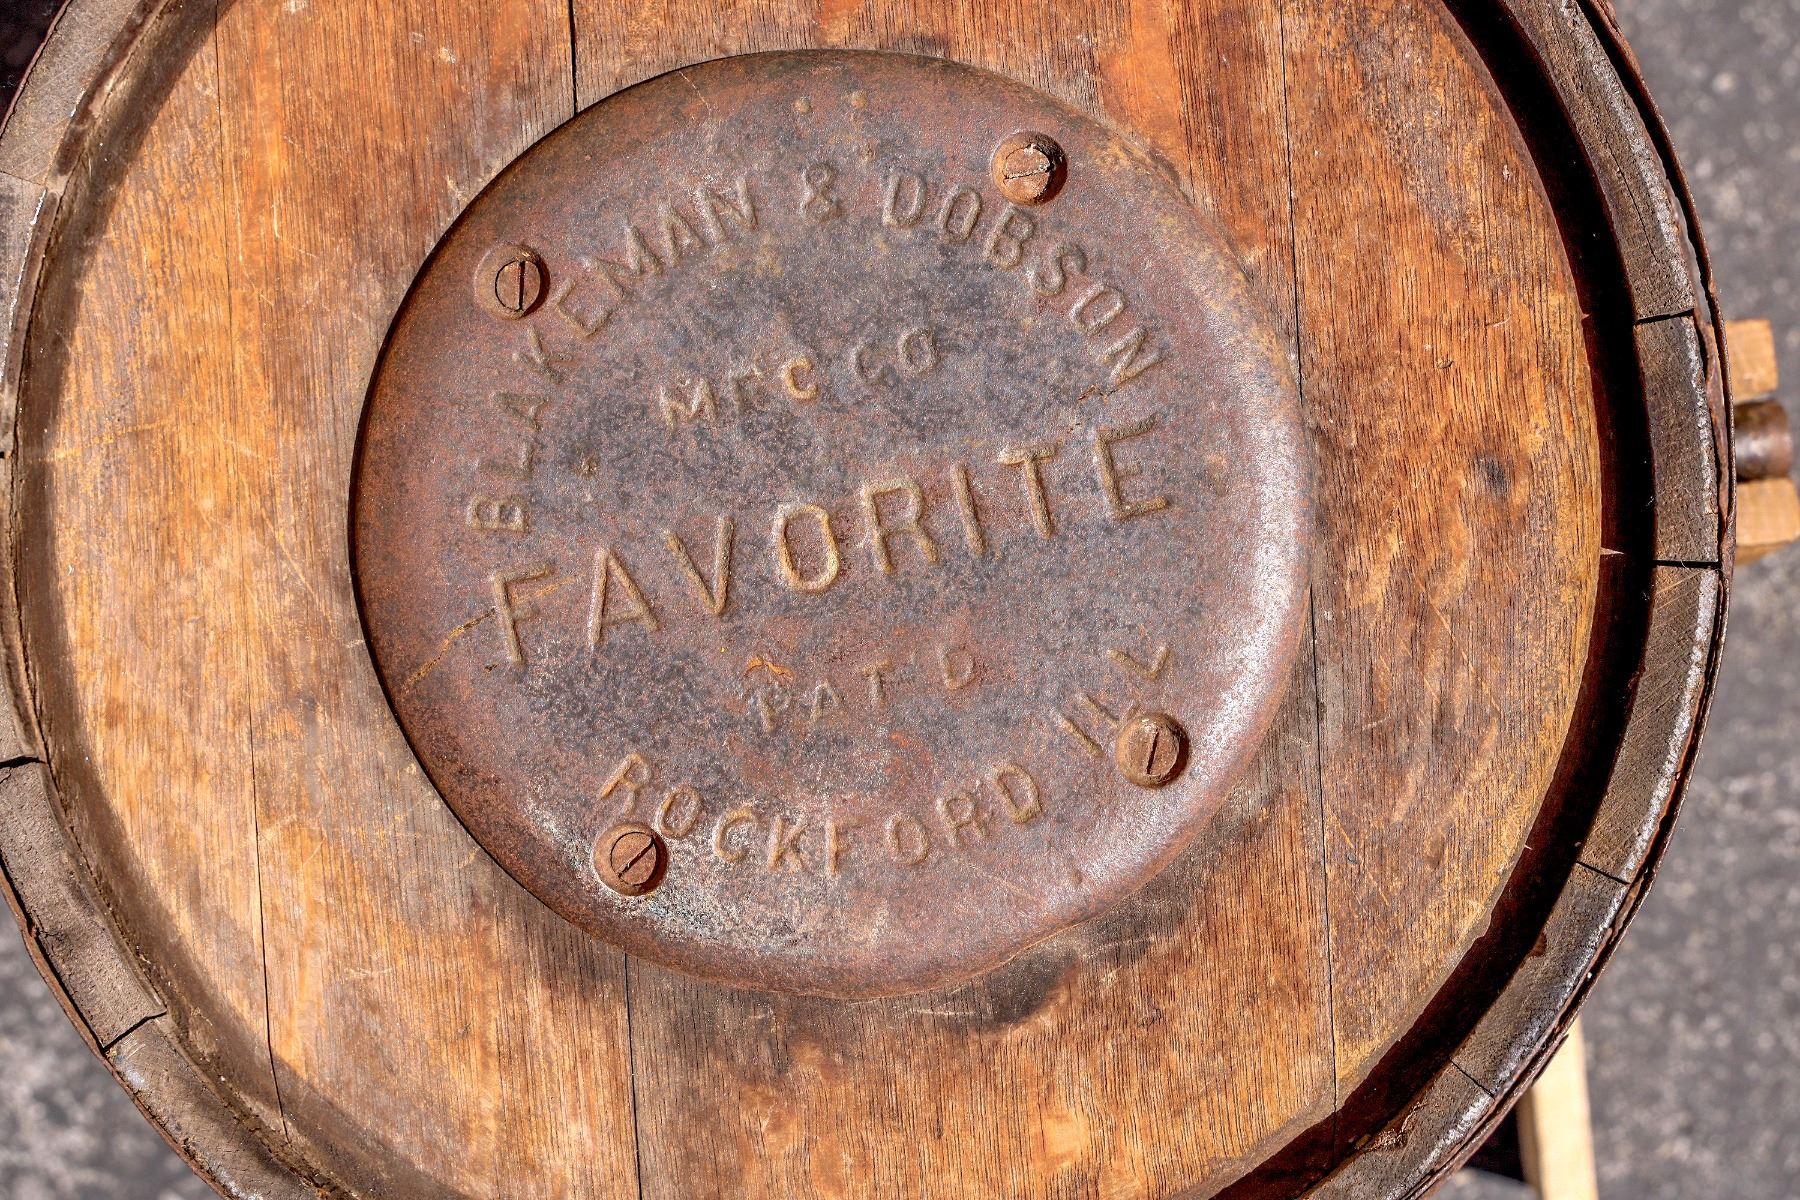 BLAKEMAN & DOBSON
MFG CO
FAVORITE
PAT'D
ROCKFORD ILL